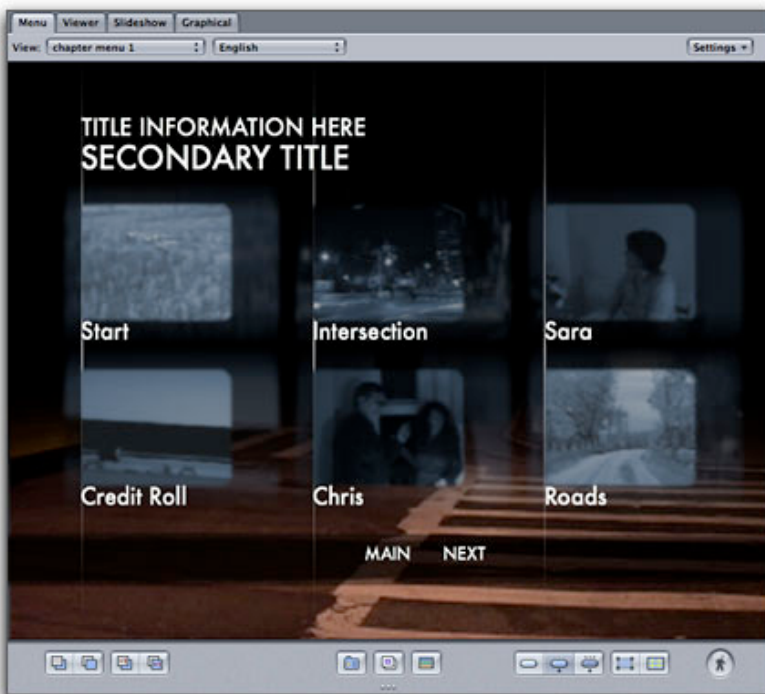 Menu Viewer Slideshow Graphical
View: chapter menu 1 English Settings
TITLE INFORMATION HERE
SECONDARY TITLE
Start Intersection Sara
Credit Roll Chris Roads
MAIN NEXT